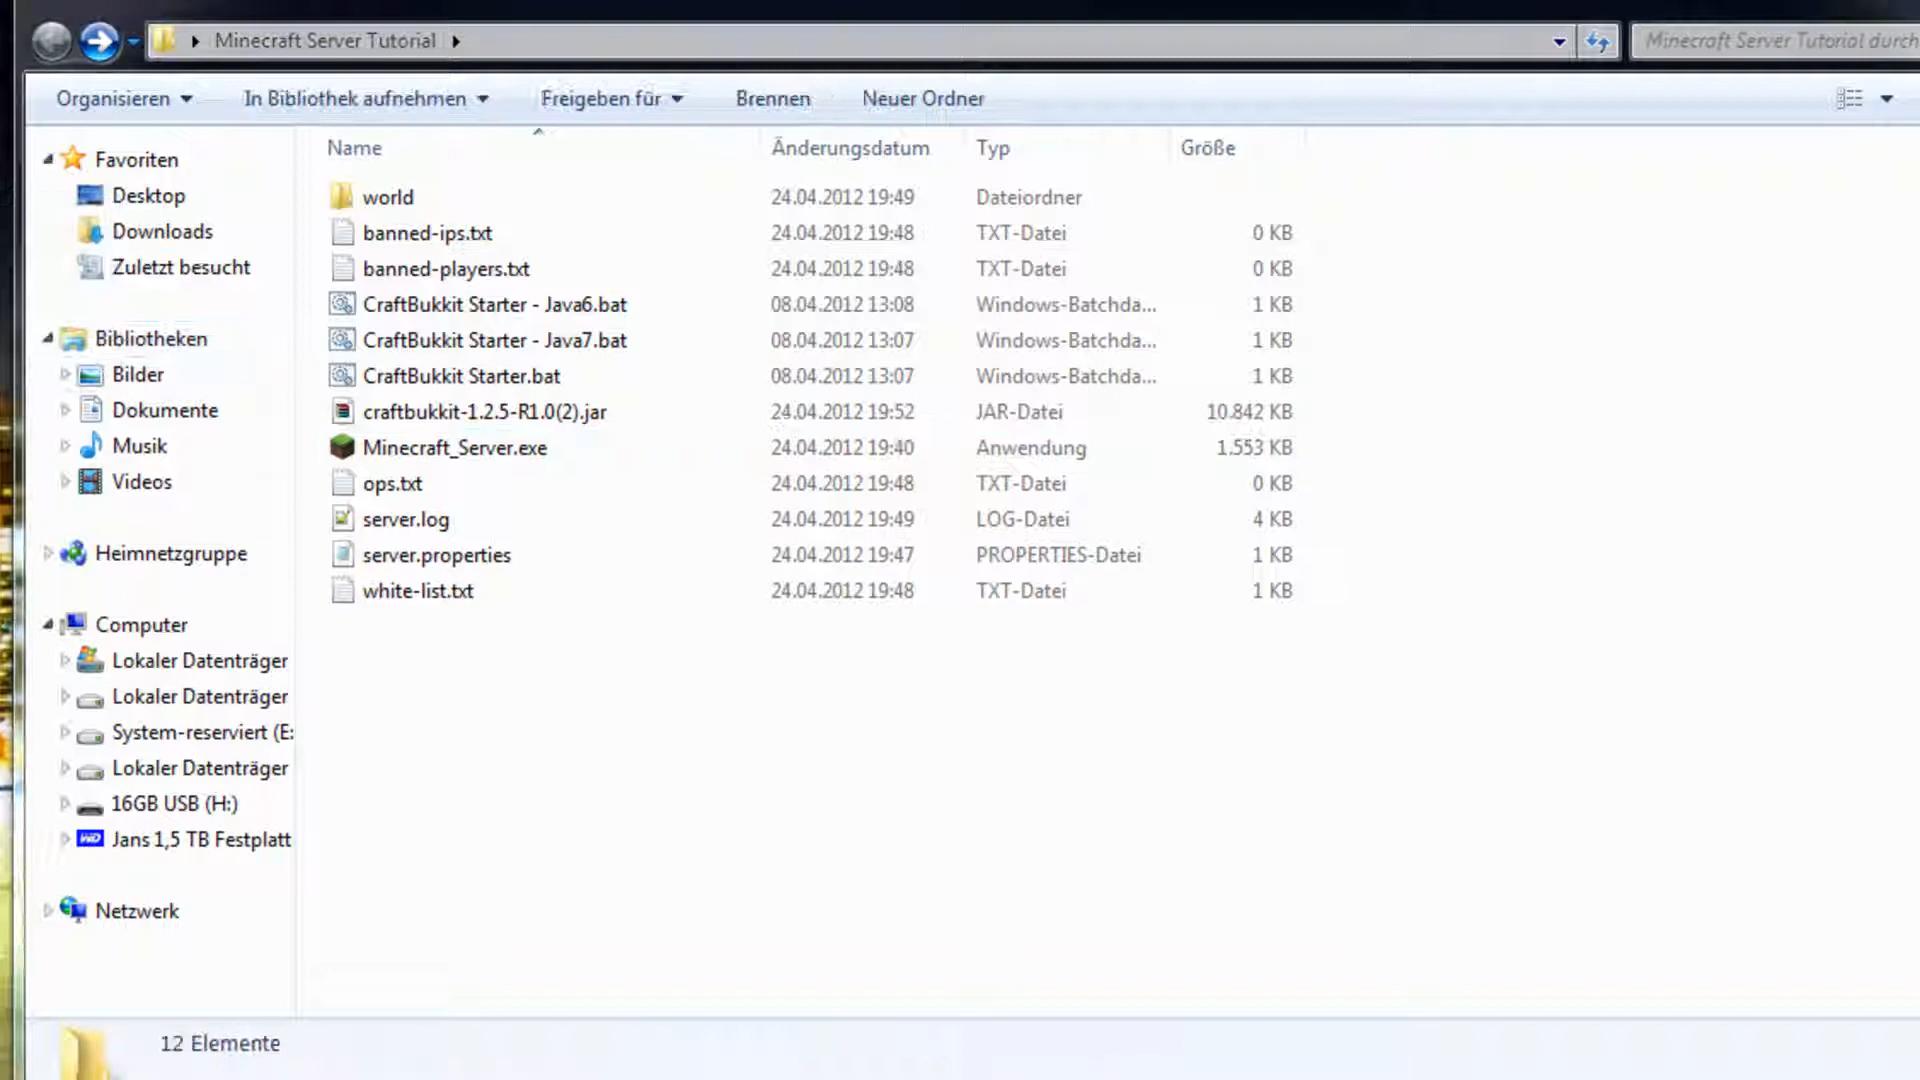 Minecraft Server Tutorial
Minecraft Server Tutorial durch
Organisieren In Bibliothek aufnehmen Freigeben für Brennen Neuer Ordner
Name Änderungsdatum Typ Größe
Favoriten
Desktop
Downloads
Zuletzt besucht
Bibliotheken
Bilder
Dokumente
Musik
Videos
Heimnetzgruppe
Computer
Lokaler Datenträger
Lokaler Datenträger
System-reserviert (E:
Lokaler Datenträger
16GB USB (H:)
WD Jans 1,5 TB Festplatt
Netzwerk
world 24.04.2012 19:49 Dateiordner
banned-ips.txt 24.04.2012 19:48 TXT-Datei 0 KB
banned-players.txt 24.04.2012 19:48 TXT-Datei 0 KB
CraftBukkit Starter - Java6.bat 08.04.2012 13:08 Windows-Batchda... 1 KB
CraftBukkit Starter - Java7.bat 08.04.2012 13:07 Windows-Batchda... 1 KB
CraftBukkit Starter.bat 08.04.2012 13:07 Windows-Batchda... 1 KB
craftbukkit-1.2.5-R1.0(2).jar 24.04.2012 19:52 JAR-Datei 10.842 KB
Minecraft_Server.exe 24.04.2012 19:40 Anwendung 1.553 KB
ops.txt 24.04.2012 19:48 TXT-Datei 0 KB
server.log 24.04.2012 19:49 LOG-Datei 4 KB
server.properties 24.04.2012 19:47 PROPERTIES-Datei 1 KB
white-list.txt 24.04.2012 19:48 TXT-Datei 1 KB
12 Elemente